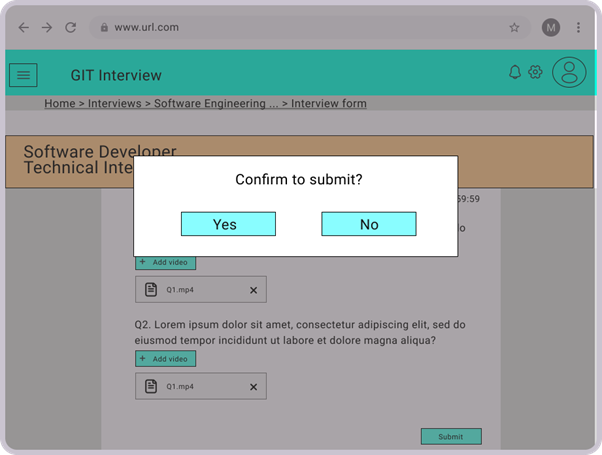 www.url.com
M
GIT Interview
Home > Interviews > Software Engineering ... > Interview form
Software Developer
Technical Inte
Confirm to submit?
59:59
Yes
No
o
+ Add video
Q1.mp4
Q2. Lorem ipsum dolor sit amet, consectetur adipiscing elit, sed do
eiusmod tempor incididunt ut labore et dolore magna aliqua?
+ Add video
Q1.mp4
Submit